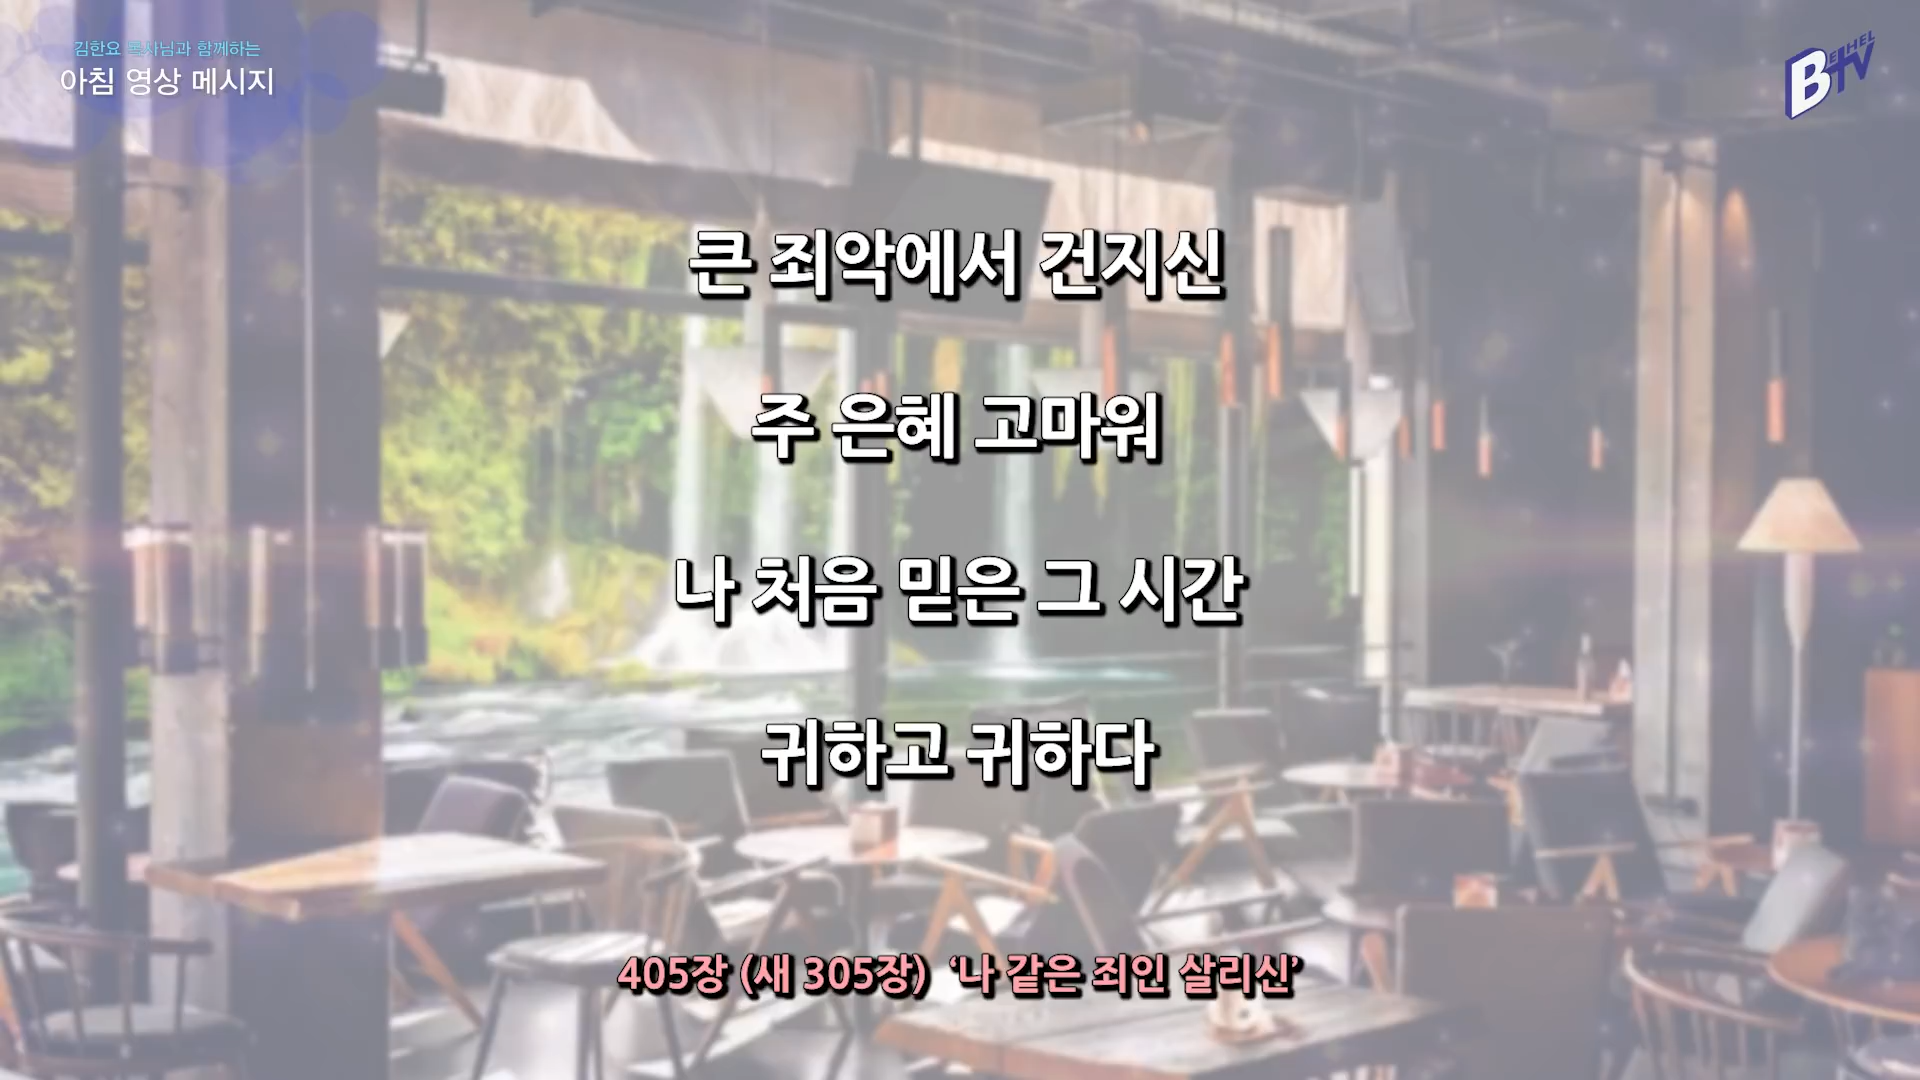 김한요 목사님과 함께하는
아침 영상 메시지
BETHEL TV
큰 죄악에서 건지신
주 은혜 고마워
나 처음 믿은 그 시간
귀하고 귀하다
405장 (새 305장) ‘나 같은 죄인 살리신’